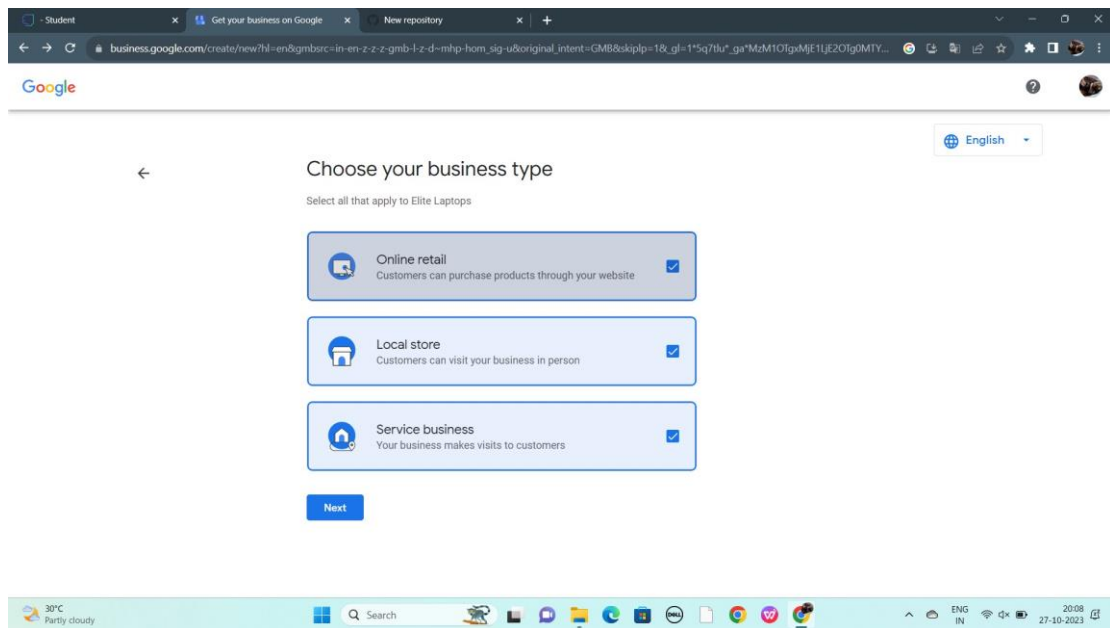 - Student
Get your business on Google
New repository
business.google.com/create/new?hl=en&gmbsrc=in-en-z-z-z-gmb-l-z-d~mhp-hom_sig-u&original_intent=GMB&skiplp=1&_gl=1*5q7tlu*_ga*MzM1OTgxMjE1LjE2OTg0MTY...
Google
English
Choose your business type
Select all that apply to Elite Laptops
Online retail
Customers can purchase products through your website
Local store
Customers can visit your business in person
Service business
Your business makes visits to customers
Next
30°C
Partly cloudy
Search
DELL
ENG
IN
20:08
27-10-2023